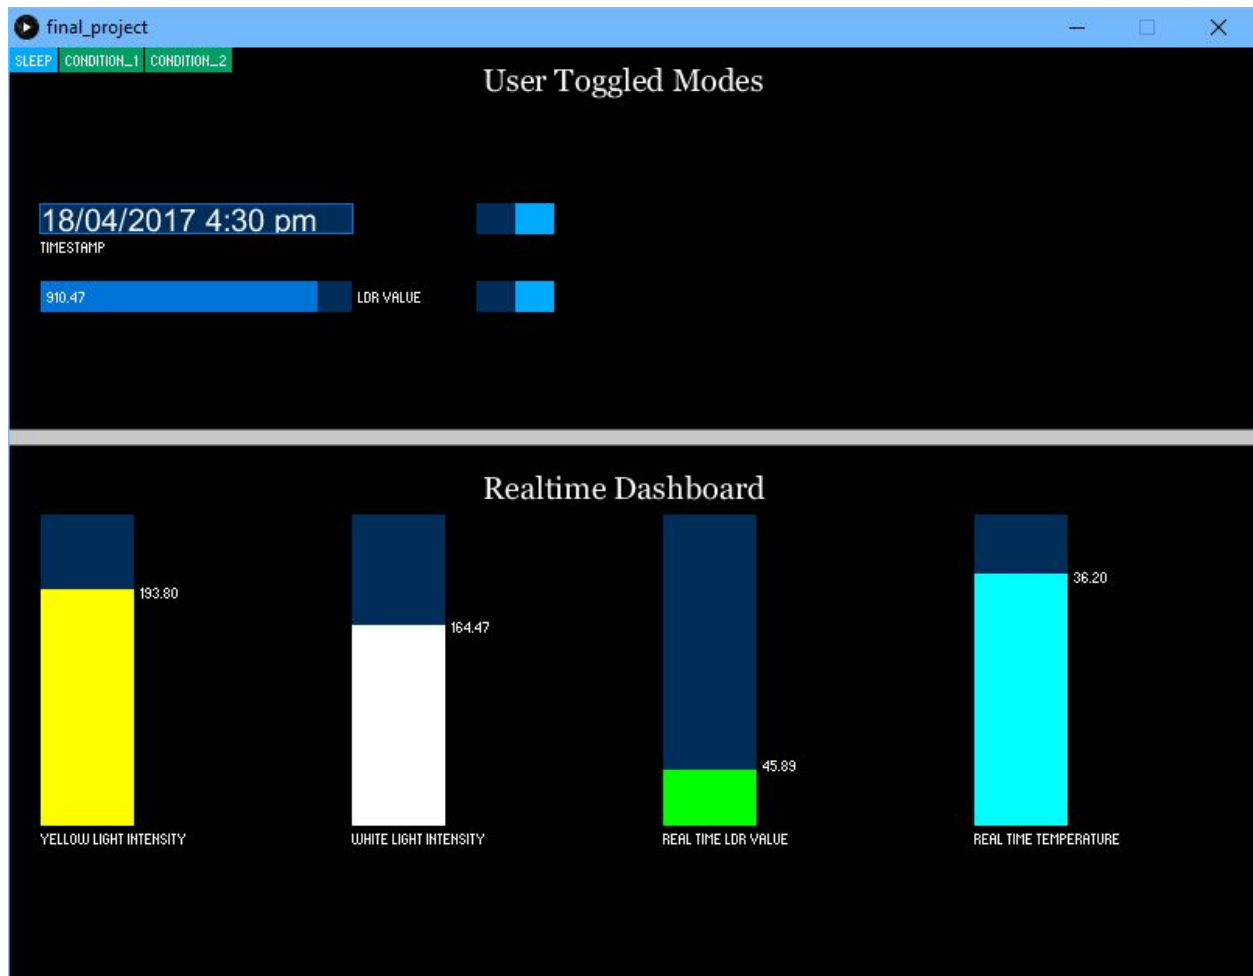 final_project
SLEEP CONDITION_1 CONDITION_2
User Toggled Modes
18/04/2017 4:30 pm
TIMESTAMP
910.47 LDR VALUE
Realtime Dashboard
193.80
164.47
45.89
36.20
YELLOW LIGHT INTENSITY
WHITE LIGHT INTENSITY
REAL TIME LDR VALUE
REAL TIME TEMPERATURE